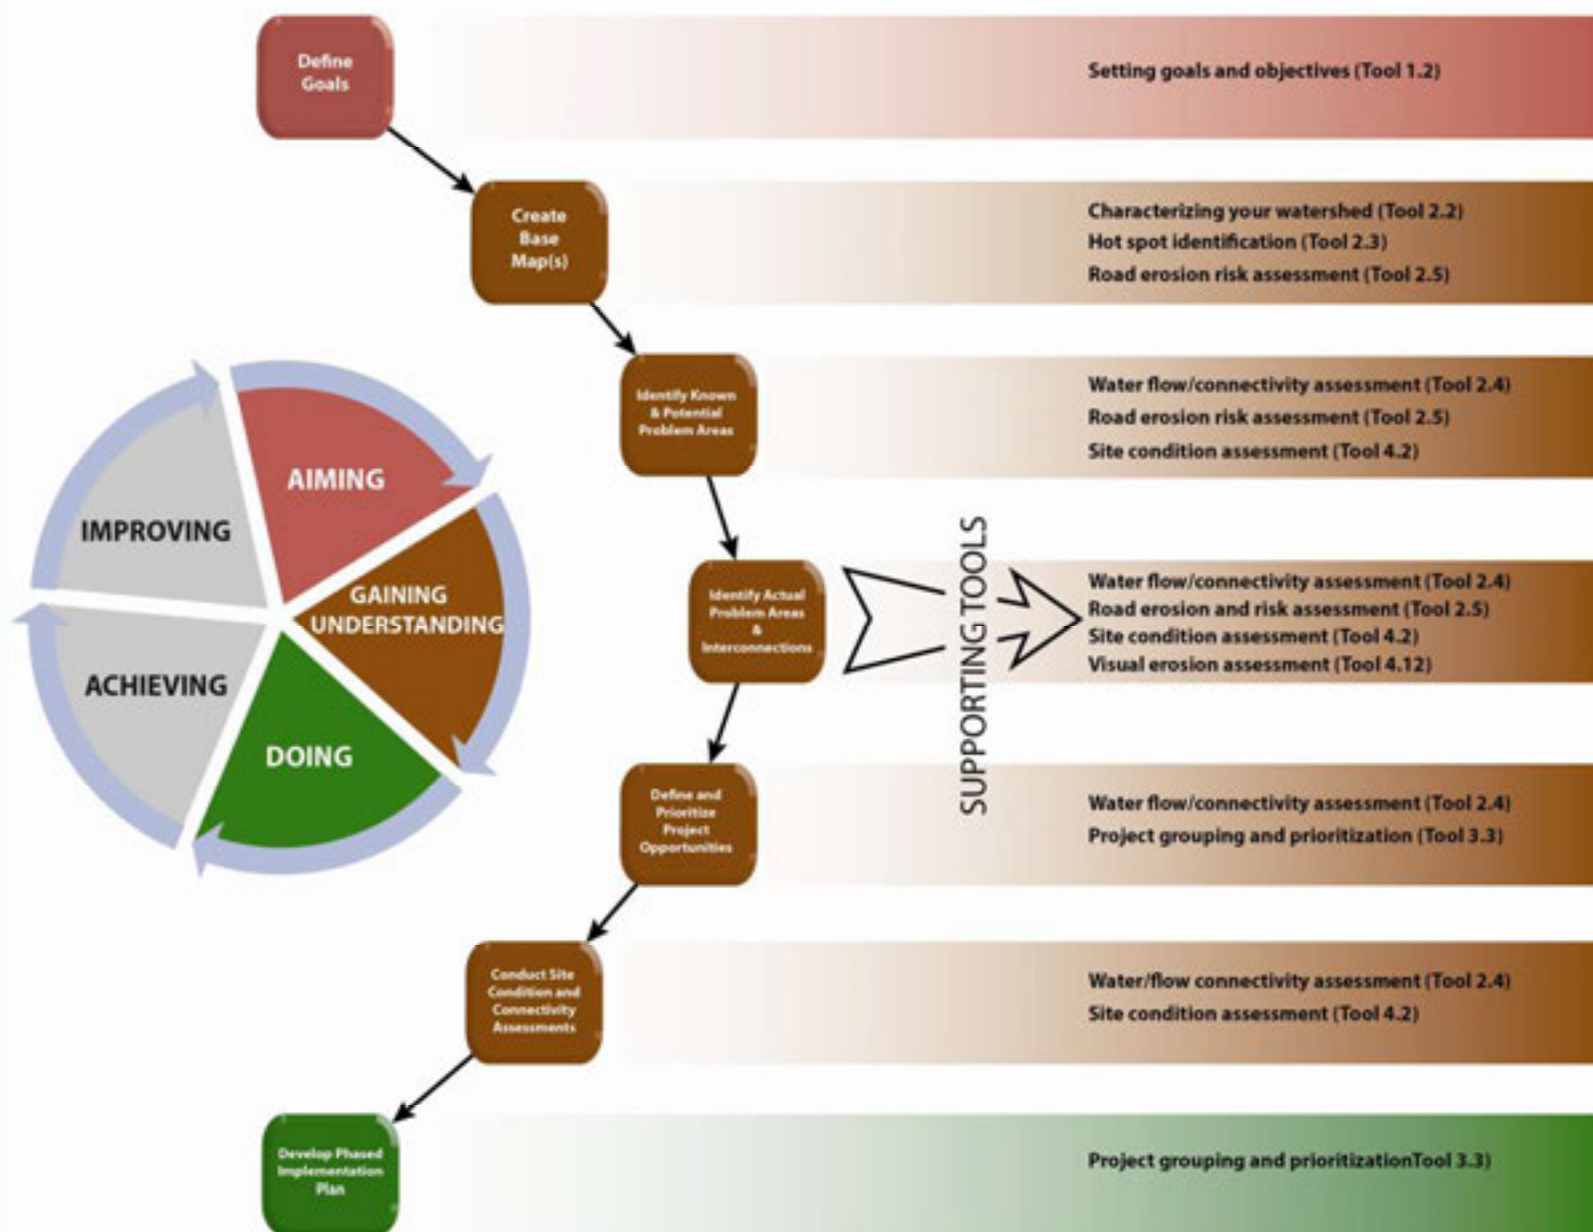 Define
Goals
Setting goals and objectives (Tool 1.2)
Create
Base
Map(s)
Characterizing your watershed (Tool 2.2)
Hot spot identification (Tool 2.3)
Road erosion risk assessment (Tool 2.5)
Identify Known
& Potential
Problem Areas
Water flow/connectivity assessment (Tool 2.4)
Road erosion risk assessment (Tool 2.5)
Site condition assessment (Tool 4.2)
AIMING
GAINING
UNDERSTANDING
DOING
ACHIEVING
IMPROVING
Identify Actual
Problem Areas
&
Interconnections
SUPPORTING TOOLS
Water flow/connectivity assessment (Tool 2.4)
Road erosion and risk assessment (Tool 2.5)
Site condition assessment (Tool 4.2)
Visual erosion assessment (Tool 4.12)
Define and
Prioritize
Project
Opportunities
Water flow/connectivity assessment (Tool 2.4)
Project grouping and prioritization (Tool 3.3)
Conduct Site
Condition and
Connectivity
Assessments
Water/flow connectivity assessment (Tool 2.4)
Site condition assessment (Tool 4.2)
Develop Phased
Implementation
Plan
Project grouping and prioritizationTool 3.3)